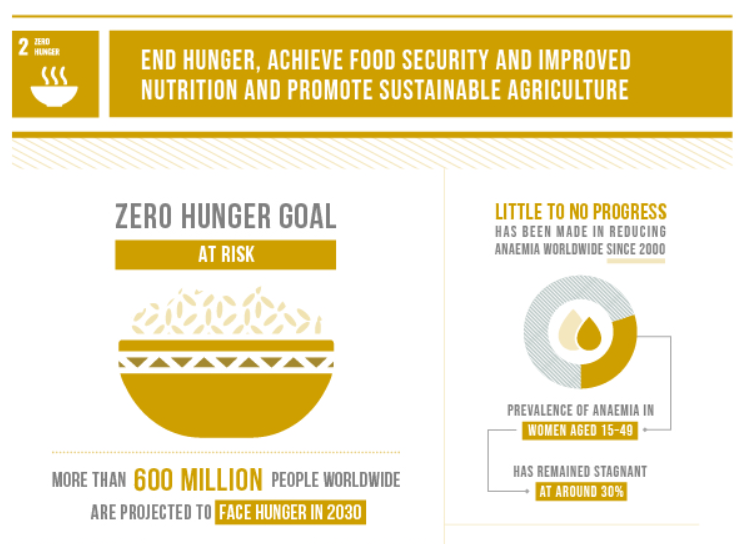 2 ZERO
HUNGER
END HUNGER, ACHIEVE FOOD SECURITY AND IMPROVED
NUTRITION AND PROMOTE SUSTAINABLE AGRICULTURE
ZERO HUNGER GOAL
AT RISK
MORE THAN 600 MILLION PEOPLE WORLDWIDE
ARE PROJECTED TO FACE HUNGER IN 2030
LITTLE TO NO PROGRESS
HAS BEEN MADE IN REDUCING
ANAEMIA WORLDWIDE SINCE 2000
PREVALENCE OF ANAEMIA IN
WOMEN AGED 15-49
HAS REMAINED STAGNANT
AT AROUND 30%